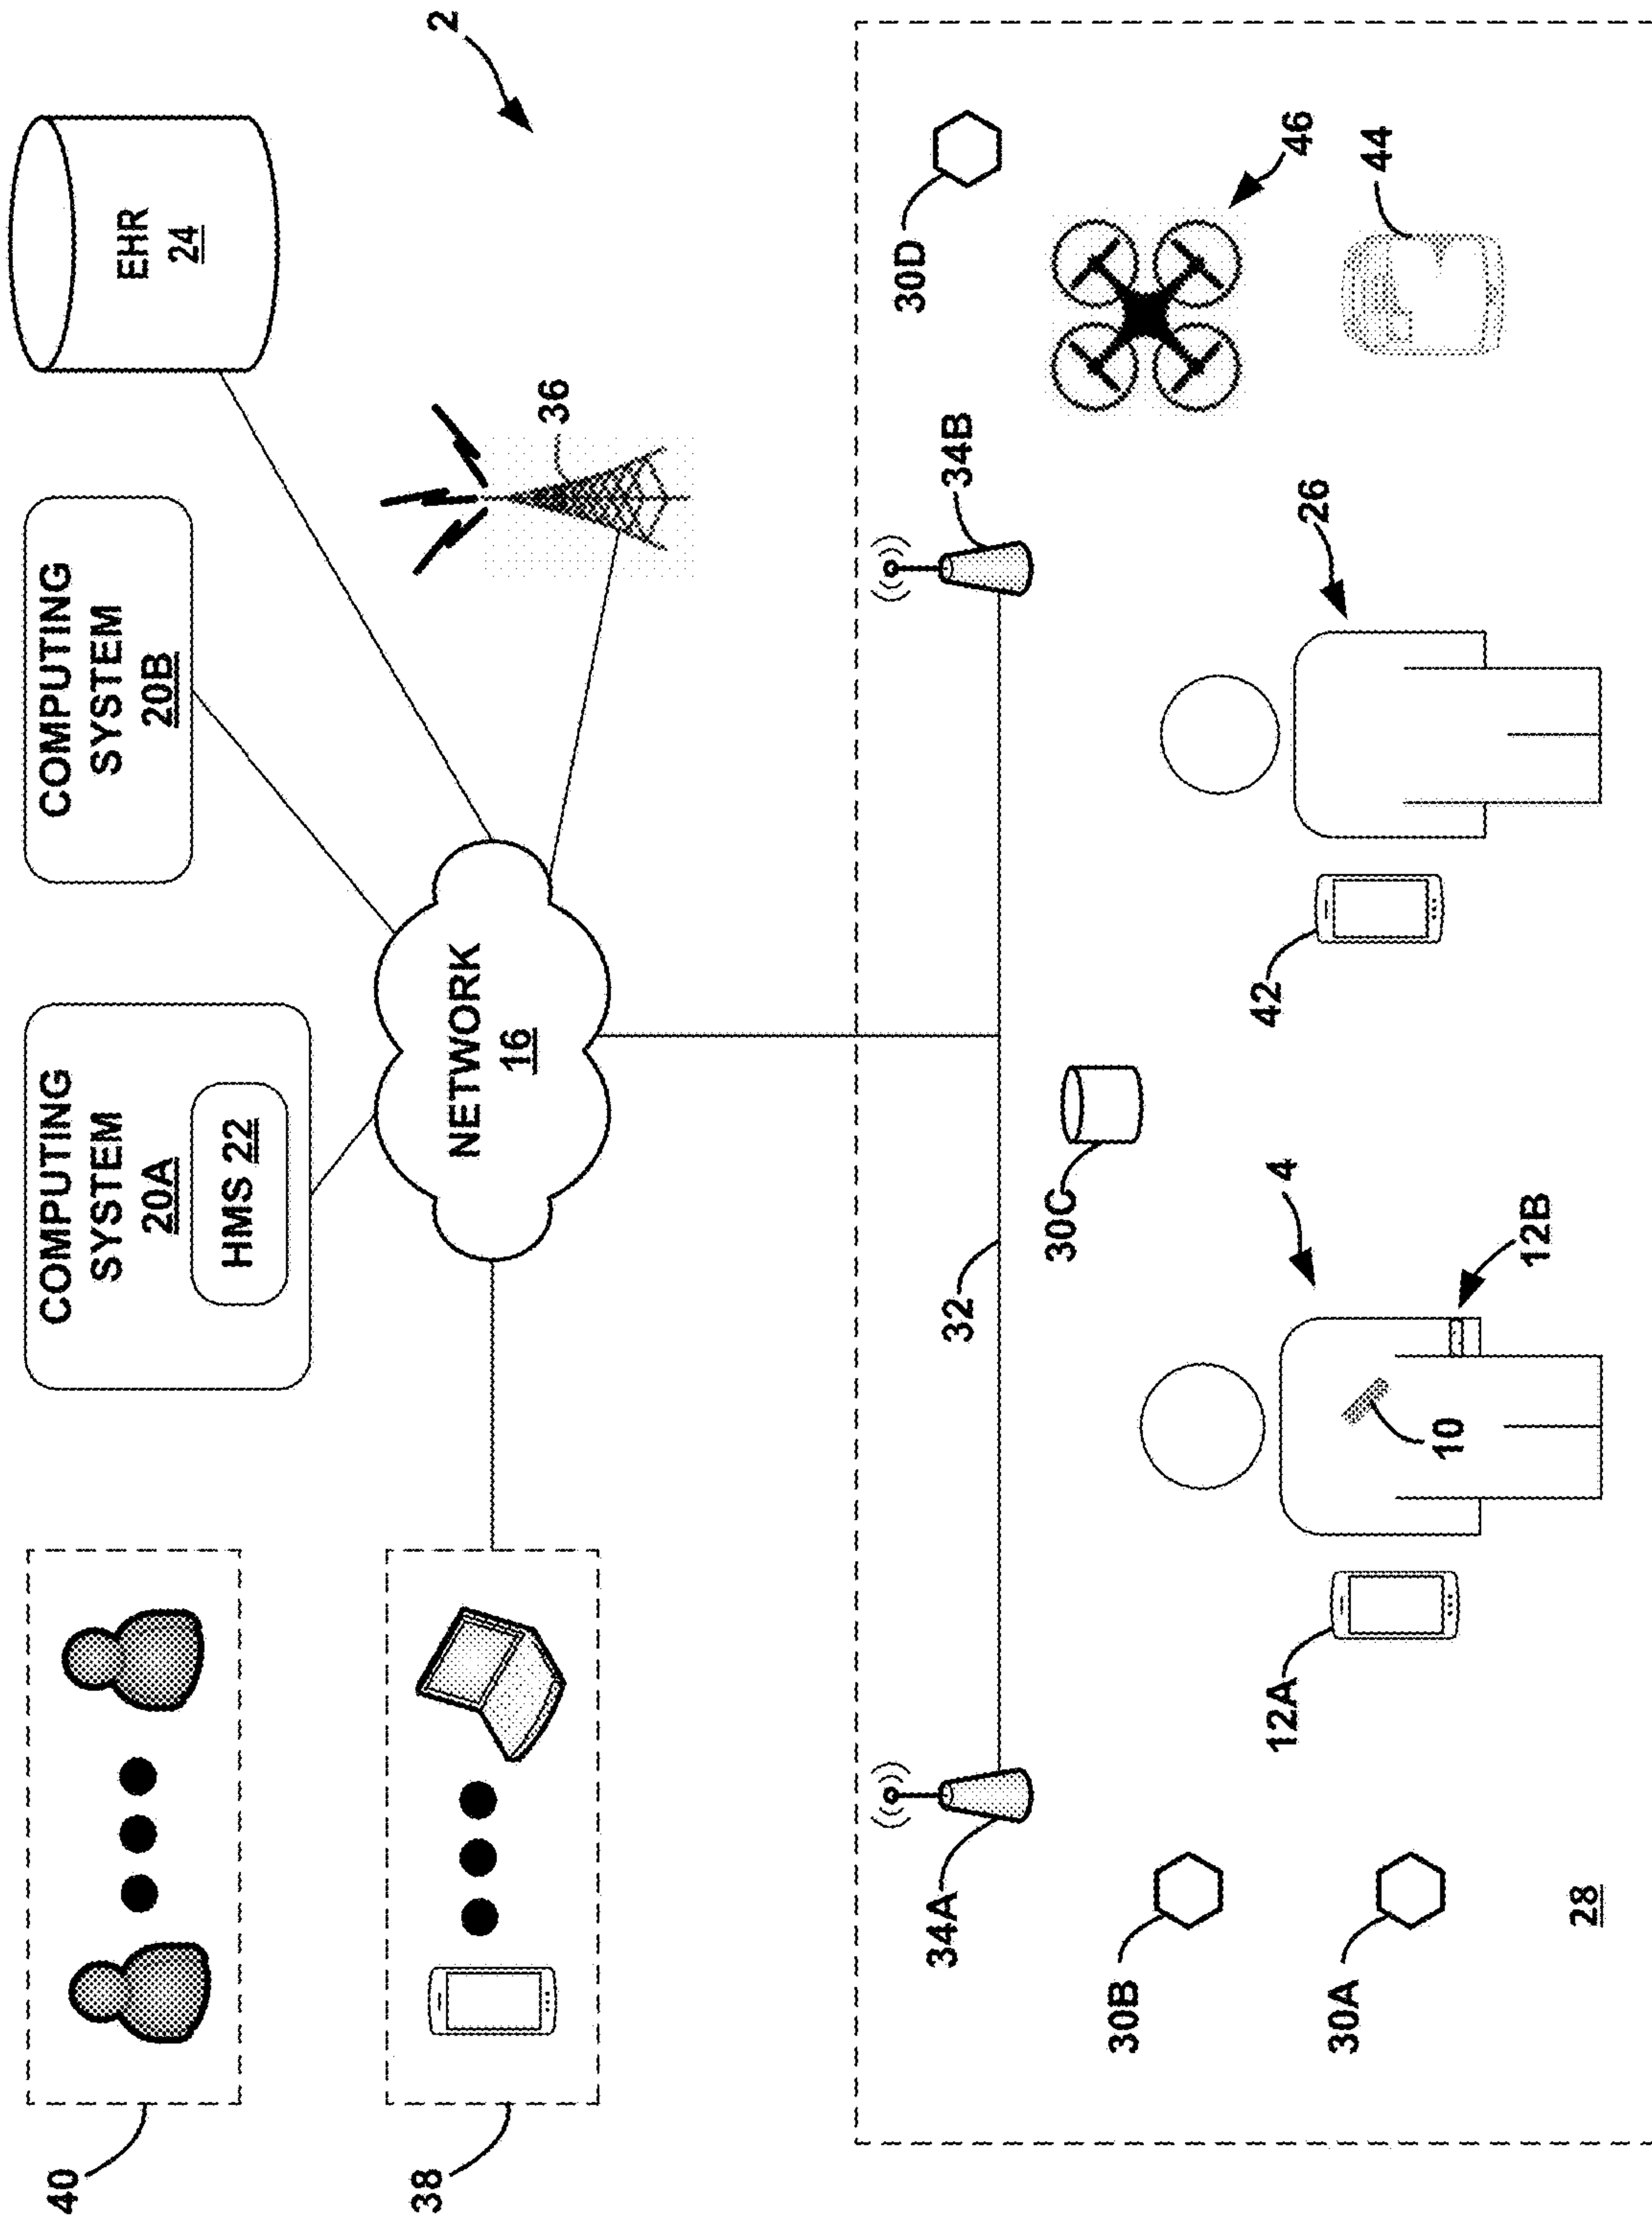 40
COMPUTING
SYSTEM
20A
HMS 22
COMPUTING
SYSTEM
20B
EHR
24
2
38
NETWORK
16
36
34A
32
34B
30D
30B
30C
46
12A
4
42
26
44
30A
10
12B
28